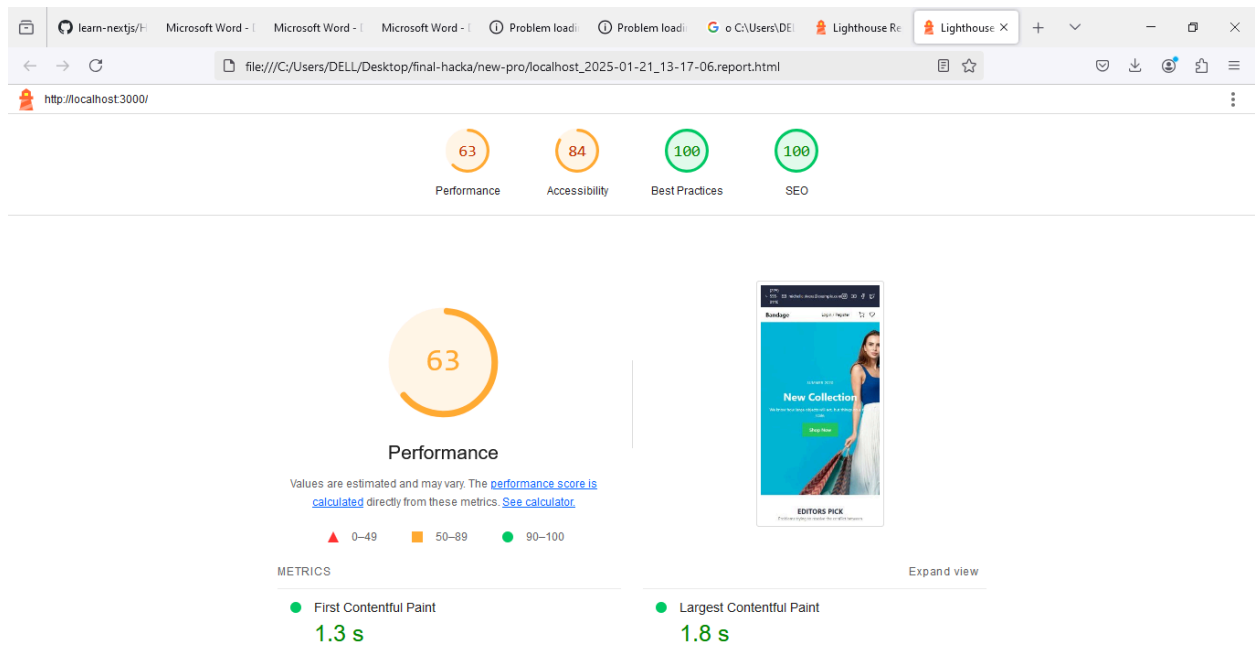 learn-nextjs/H
Microsoft Word -
Microsoft Word -
Microsoft Word -
Problem loadi
Problem loadi
o C:\Users\DEl
Lighthouse Re
Lighthouse
file:///C:/Users/DELL/Desktop/final-hacka/new-pro/localhost_2025-01-21_13-17-06.report.html
http://localhost:3000/
63 84 100 100
Performance Accessibility Best Practices SEO
63
Performance
Values are estimated and may vary. The performance score is
calculated directly from these metrics. See calculator.
0–49 50–89 90–100
Bandage
Login / Register
SUMMER 2020
New Collection
Shop Now
EDITORS PICK
METRICS
Expand view
First Contentful Paint
1.3 s
Largest Contentful Paint
1.8 s